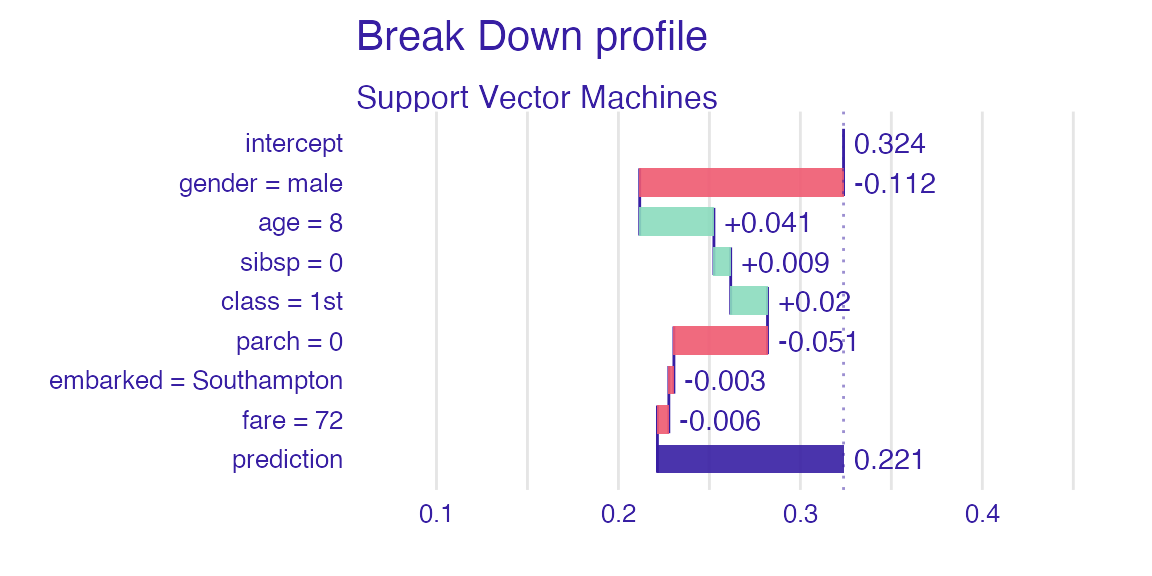 Break Down profile
Support Vector Machines
intercept 0.324
gender = male -0.112
age = 8 +0.041
sibsp = 0 +0.009
class = 1st +0.02
parch = 0 -0.051
embarked = Southampton -0.003
fare = 72 -0.006
prediction 0.221
0.1 0.2 0.3 0.4